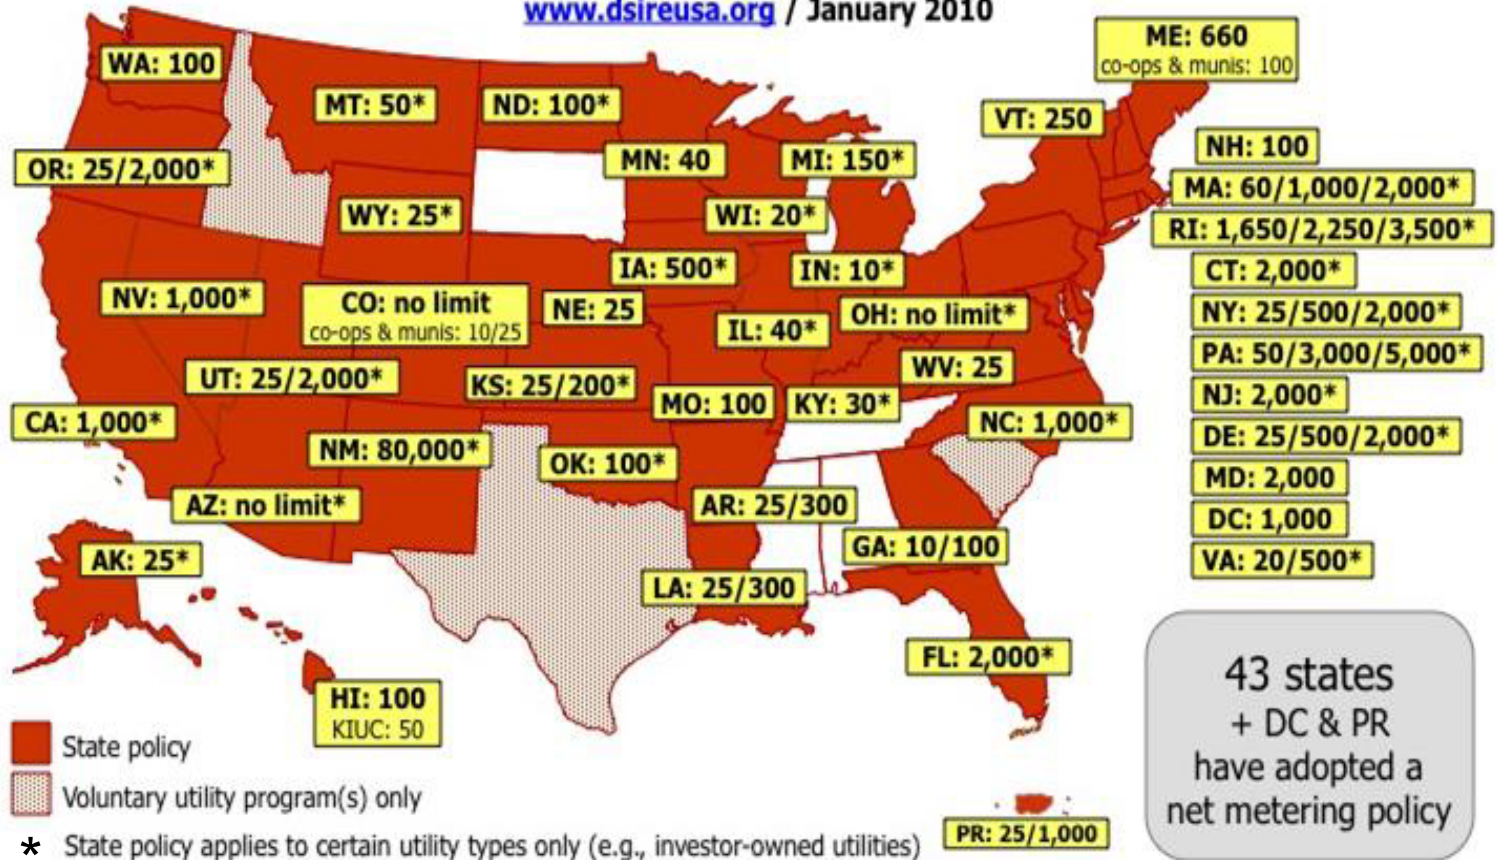 www.dsireusa.org / January 2010
ME: 660
co-ops & munis: 100
WA: 100
MT: 50*
ND: 100*
VT: 250
NH: 100
OR: 25/2,000*
MN: 40
MI: 150*
MA: 60/1,000/2,000*
WY: 25*
WI: 20*
RI: 1,650/2,250/3,500*
IA: 500*
IN: 10*
CT: 2,000*
NV: 1,000*
CO: no limit
co-ops & munis: 10/25
NE: 25
IL: 40*
OH: no limit*
NY: 25/500/2,000*
PA: 50/3,000/5,000*
UT: 25/2,000*
KS: 25/200*
WV: 25
NJ: 2,000*
MO: 100
KY: 30*
CA: 1,000*
NC: 1,000*
DE: 25/500/2,000*
NM: 80,000*
OK: 100*
MD: 2,000
AZ: no limit*
AR: 25/300
DC: 1,000
AK: 25*
GA: 10/100
VA: 20/500*
LA: 25/300
FL: 2,000*
HI: 100
KIUC: 50
43 states
+ DC & PR
have adopted a
net metering policy
State policy
Voluntary utility program(s) only
* State policy applies to certain utility types only (e.g., investor-owned utilities)
PR: 25/1,000